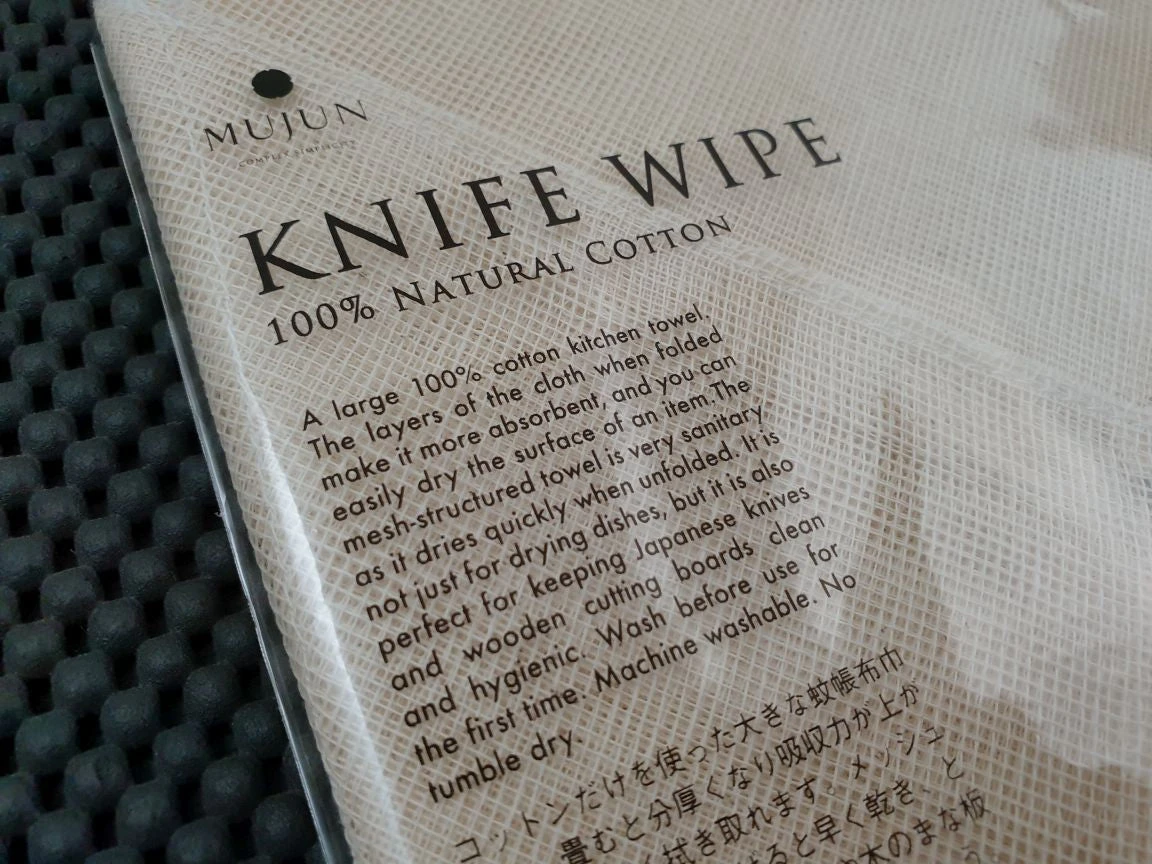 MUJUN
COMPLEX SIMPLICITY
KNIFE WIPE
100% NATURAL COTTON
A large 100% cotton kitchen towel.
The layers of the cloth when folded
make it more absorbent, and you can
easily dry the surface of an item.The
mesh-structured towel is very sanitary
as it dries quickly when unfolded. It is
not just for drying dishes, but it is also
perfect for keeping Japanese knives
and wooden cutting boards clean
and hygienic. Wash before use for
the first time. Machine washable. No
tumble dry.
コットンだけを使った大きな蚊帳布巾
畳むと分厚くなり吸収力が上が
く拭き取れます。メッシュ
ると早く乾き、と
木のまな板